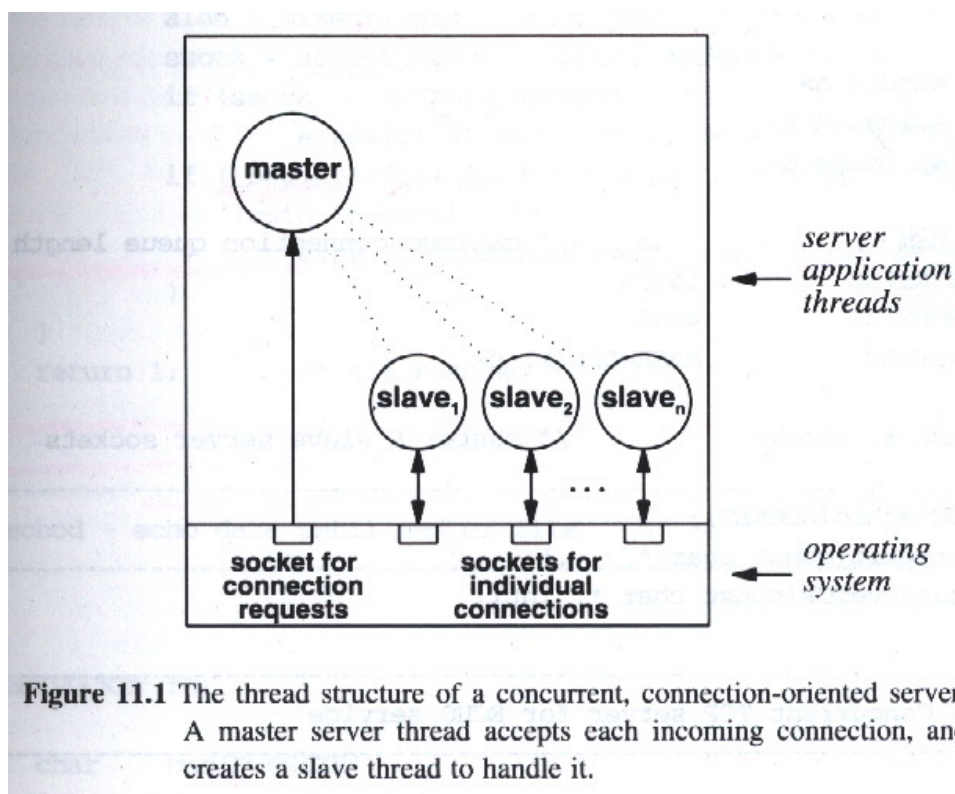 master
server
application
threads
slave1
slave2
slaven
...
socket for
connection
requests
sockets for
individual
connections
operating
system
Figure 11.1 The thread structure of a concurrent, connection-oriented server
A master server thread accepts each incoming connection, and
creates a slave thread to handle it.